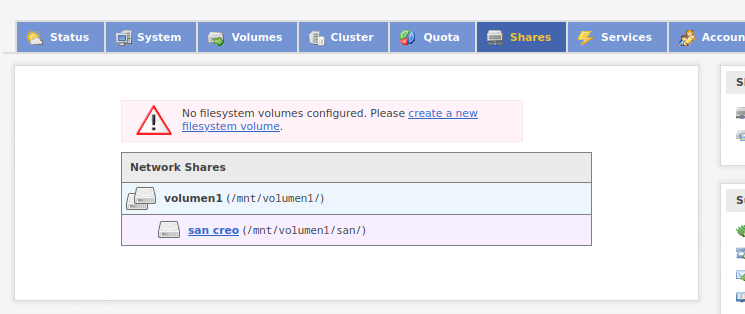 Status System Volumes Cluster Quota Shares Services
No filesystem volumes configured. Please create a new
filesystem volume.
Network Shares
volumen1 (/mnt/volumen1/)
san creo (/mnt/volumen1/san/)